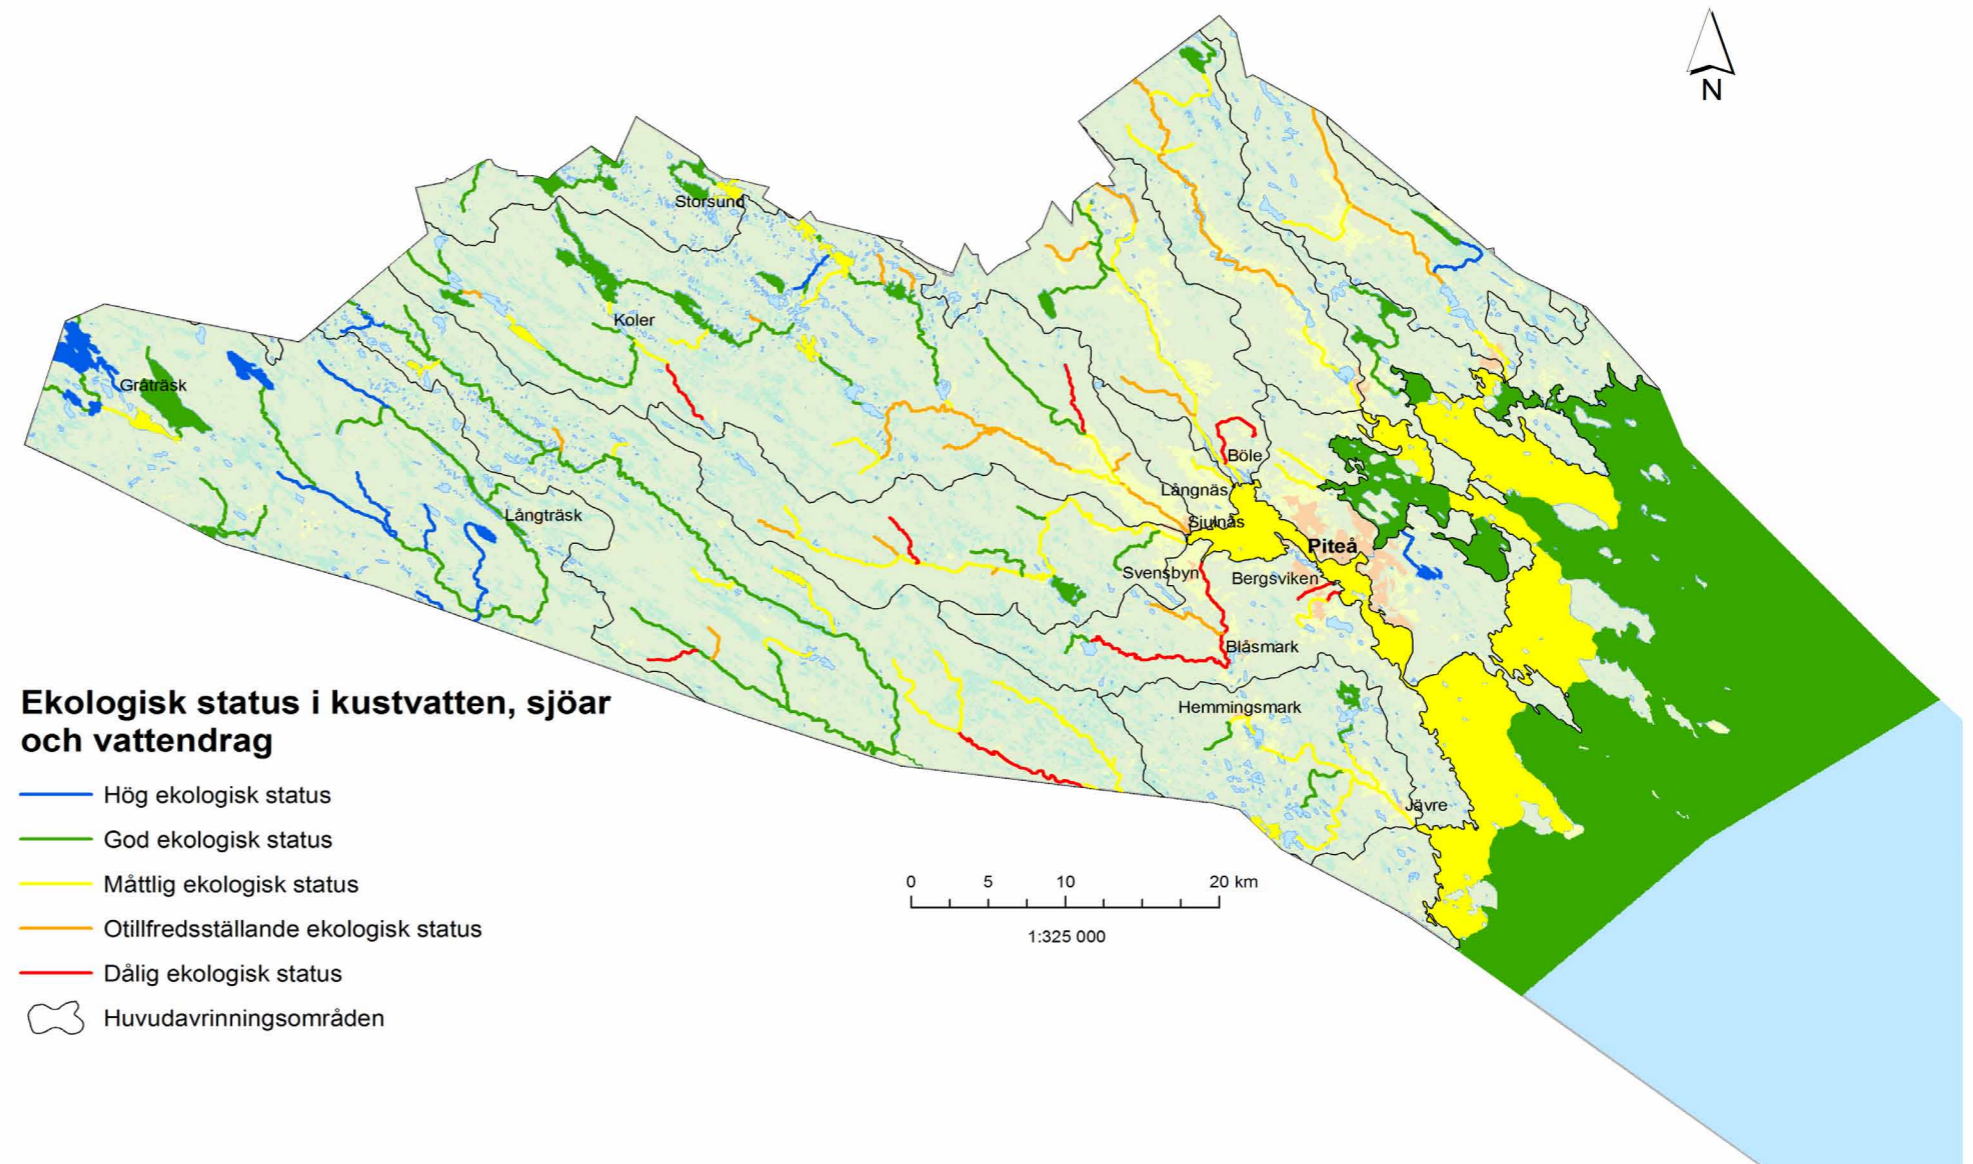 N
Storsund
Koler
Gråträsk
Böle
Långnäs
Långträsk
Sjulnäs
Piteå
Svensbyn
Bergsviken
Blåsmark
Hemmingsmark
Jävre
Ekologisk status i kustvatten, sjöar
och vattendrag
Hög ekologisk status
God ekologisk status
Måttlig ekologisk status
Otillfredsställande ekologisk status
Dålig ekologisk status
Huvudavrinningsområden
0 5 10 20 km
1:325 000